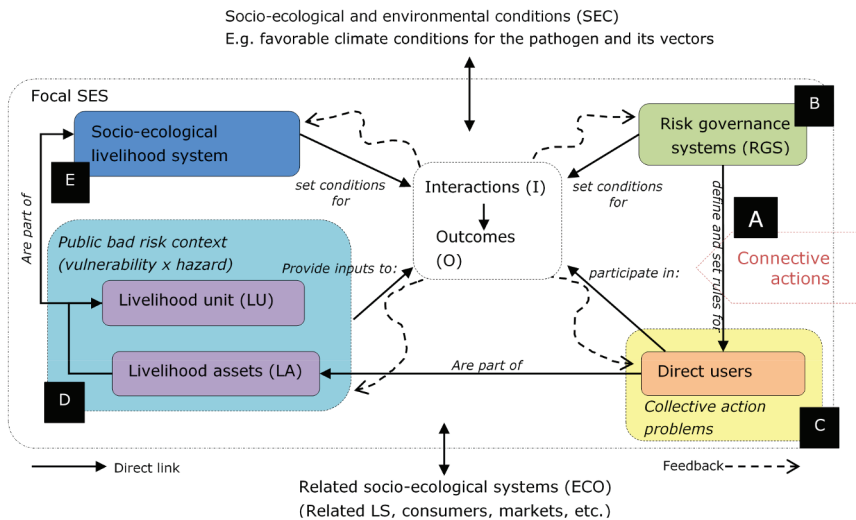 Socio-ecological and environmental conditions (SEC)
E.g. favorable climate conditions for the pathogen and its vectors
Focal SES
B
Socio-ecological
livelihood system
E
Risk governance
systems (RGS)
set conditions
for
Interactions (I)
Outcomes
(O)
set conditions
for
define and set rules for
A
Are part of
Public bad risk context
(vulnerability x hazard)
Provide inputs to:
participate in:
Connective
actions
Livelihood unit (LU)
Livelihood assets (LA)
D
Are part of
Direct users
Collective action
problems
C
Direct link
Feedback
Related socio-ecological systems (ECO)
(Related LS, consumers, markets, etc.)